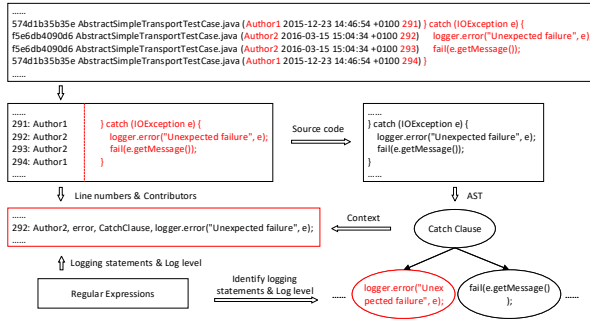 ......
574d1b35b35e AbstractSimpleTransportTestCase.java (Author1 2015-12-23 14:46:54 +0100 291) } catch (IOException e) {
f5e6db4090d6 AbstractSimpleTransportTestCase.java (Author2 2016-03-15 15:04:34 +0100 292) logger.error("Unexpected failure", e);
f5e6db4090d6 AbstractSimpleTransportTestCase.java (Author2 2016-03-15 15:04:34 +0100 293) fail(e.getMessage());
574d1b35b35e AbstractSimpleTransportTestCase.java (Author1 2015-12-23 14:46:54 +0100 294) }
......
......
291: Author1 } catch (IOException e) {
292: Author2 logger.error("Unexpected failure", e);
293: Author2 fail(e.getMessage());
294: Author1 }
......
Source code
......
} catch (IOException e) {
logger.error("Unexpected failure", e);
fail(e.getMessage());
}
......
Line numbers & Contributors
AST
......
292: Author2, error, CatchClause, logger.error("Unexpected failure", e);
......
Context
Catch Clause
Logging statements & Log level
Regular Expressions
Identify logging
statements & Log level
......
logger.error("Unex
pected failure", e);
fail(e.getMessage()
);
......